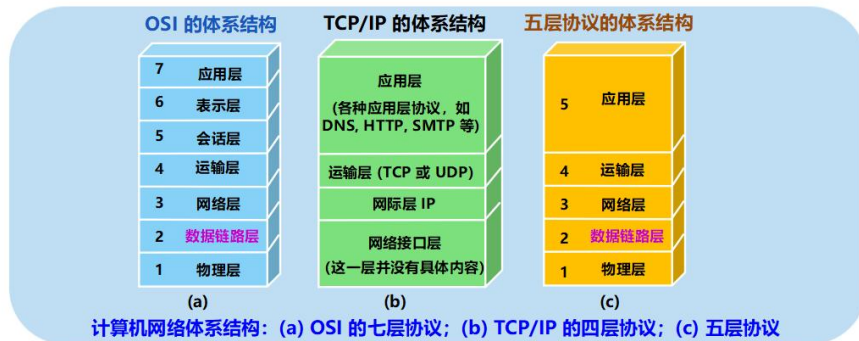 OSI 的体系结构
TCP/IP 的体系结构
五层协议的体系结构
7 应用层
6 表示层
5 会话层
4 运输层
3 网络层
2 数据链路层
1 物理层
(a)
应用层
(各种应用层协议，如
DNS, HTTP, SMTP 等)
运输层 (TCP 或 UDP)
网际层 IP
网络接口层
(这一层并没有具体内容)
(b)
5 应用层
4 运输层
3 网络层
2 数据链路层
1 物理层
(c)
计算机网络体系结构：(a) OSI 的七层协议；(b) TCP/IP 的四层协议；(c) 五层协议